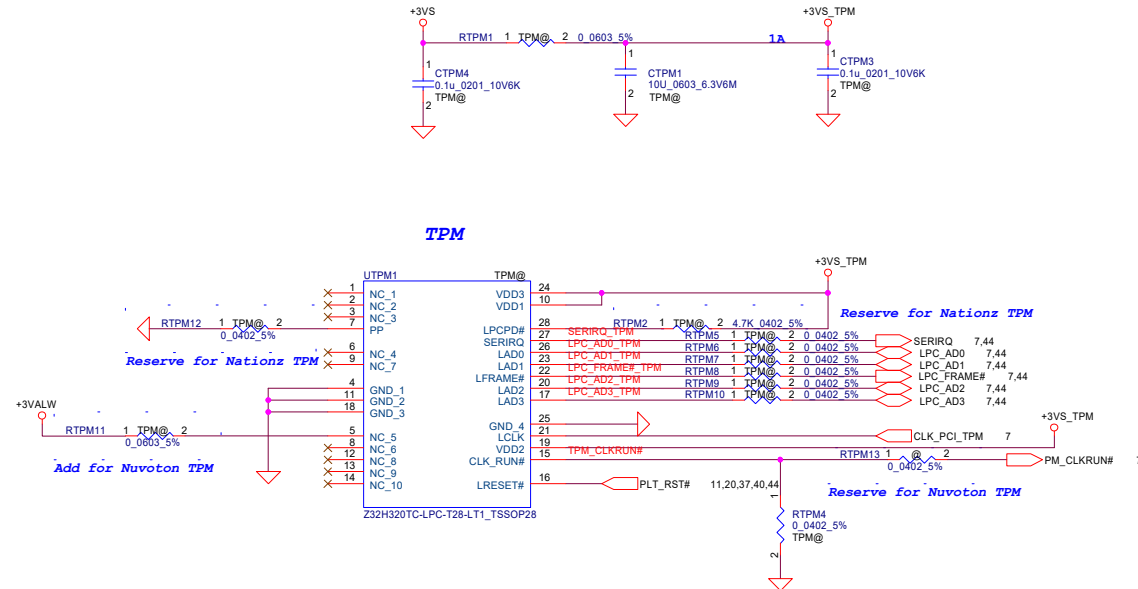 +3VS
+3VS_TPM
RTPM1 1 TPM@ 2 0_0603_5%
1A
1
CTPM4
0.1u_0201_10V6K
TPM@
2
1
CTPM1
10U_0603_6.3V6M
TPM@
2
1
CTPM3
0.1u_0201_10V6K
TPM@
2
TPM
+3VS_TPM
UTPM1 TPM@
1 NC_1
2 NC_2
3 NC_3
RTPM12 1 TPM@ 2 7 PP
0_0402_5%
Reserve for Nationz TPM
6 NC_4
9 NC_7
4 GND_1
11 GND_2
18 GND_3
+3VALW
RTPM11 1 TPM@ 2 5 NC_5
0_0603_5%
Add for Nuvoton TPM
8 NC_6
12 NC_8
13 NC_9
14 NC_10
VDD3 24
VDD1 10
Reserve for Nationz TPM
LPCPD# 28 RTPM2 1 TPM@ 2 4.7K_0402_5%
SERIRQ 27 SERIRQ_TPM RTPM5 1 TPM@ 2 0_0402_5% SERIRQ 7,44
LAD0 26 LPC_AD0_TPM RTPM6 1 TPM@ 2 0_0402_5% LPC_AD0 7,44
LAD1 23 LPC_AD1_TPM RTPM7 1 TPM@ 2 0_0402_5% LPC_AD1 7,44
LFRAME# 22 LPC_FRAME#_TPM RTPM8 1 TPM@ 2 0_0402_5% LPC_FRAME# 7,44
LAD2 20 LPC_AD2_TPM RTPM9 1 TPM@ 2 0_0402_5% LPC_AD2 7,44
LAD3 17 LPC_AD3_TPM RTPM10 1 TPM@ 2 0_0402_5% LPC_AD3 7,44
GND_4 25
+3VS_TPM
LCLK 21 CLK_PCI_TPM 7
VDD2 19
CLK_RUN# 15 TPM_CLKRUN# RTPM13 1 @ 2 PM_CLKRUN#
0_0402_5%
Reserve for Nuvoton TPM
LRESET# 16 PLT_RST# 11,20,37,40,44
1
RTPM4
0_0402_5%
TPM@
2
Z32H320TC-LPC-T28-LT1_TSSOP28